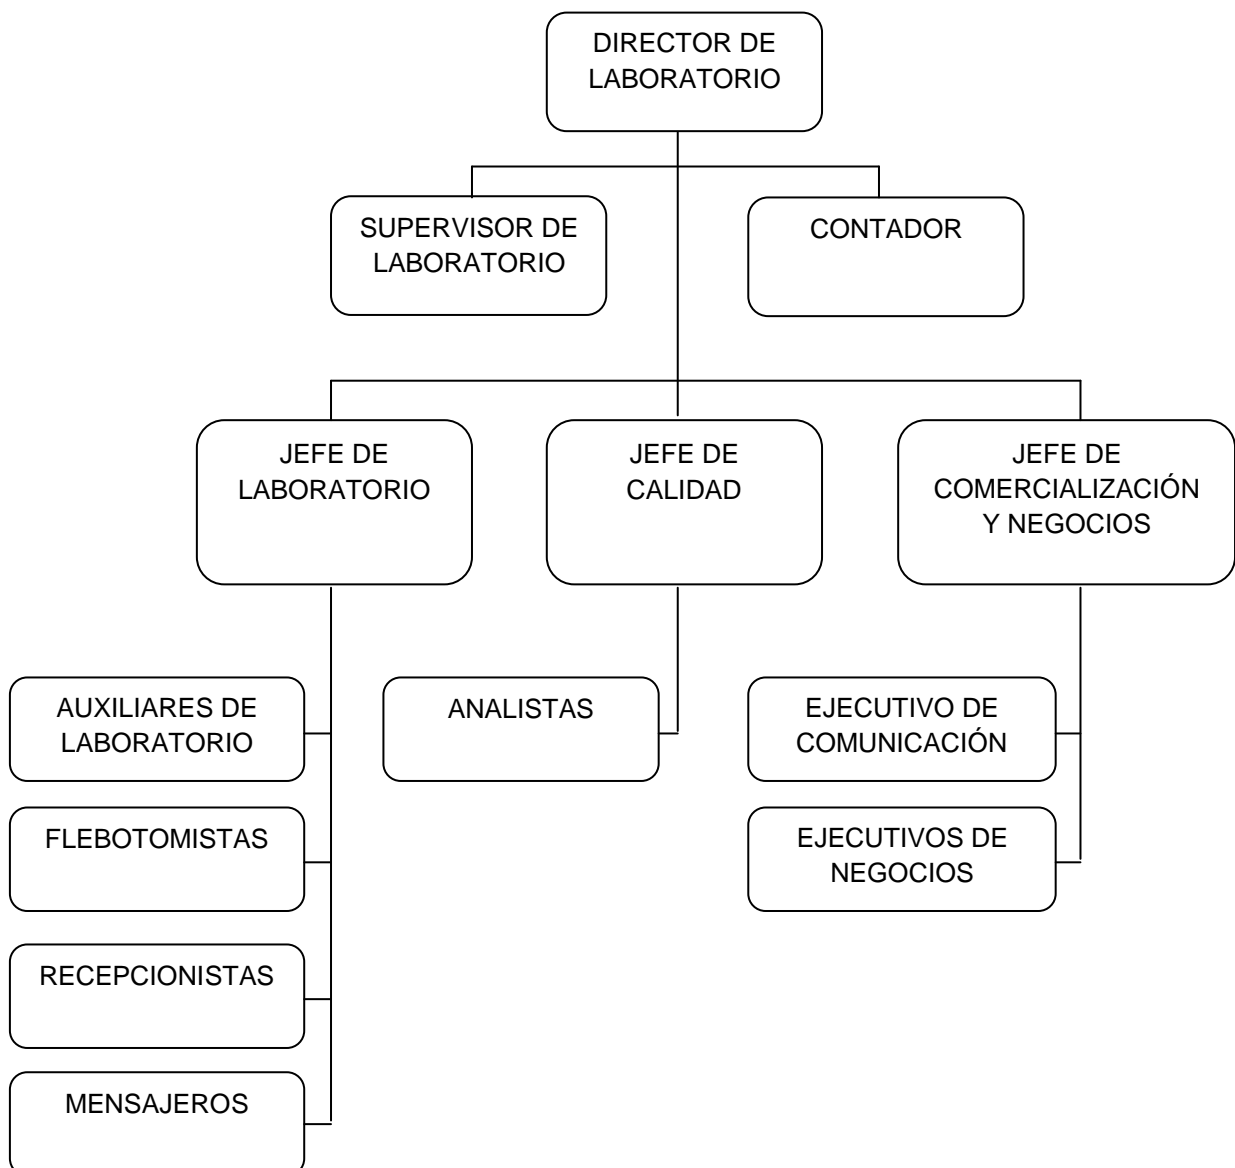 DIRECTOR DE
LABORATORIO
SUPERVISOR DE
LABORATORIO
CONTADOR
JEFE DE
LABORATORIO
JEFE DE
CALIDAD
JEFE DE
COMERCIALIZACIÓN
Y NEGOCIOS
AUXILIARES DE
LABORATORIO
ANALISTAS
EJECUTIVO DE
COMUNICACIÓN
FLEBOTOMISTAS
EJECUTIVOS DE
NEGOCIOS
RECEPCIONISTAS
MENSAJEROS